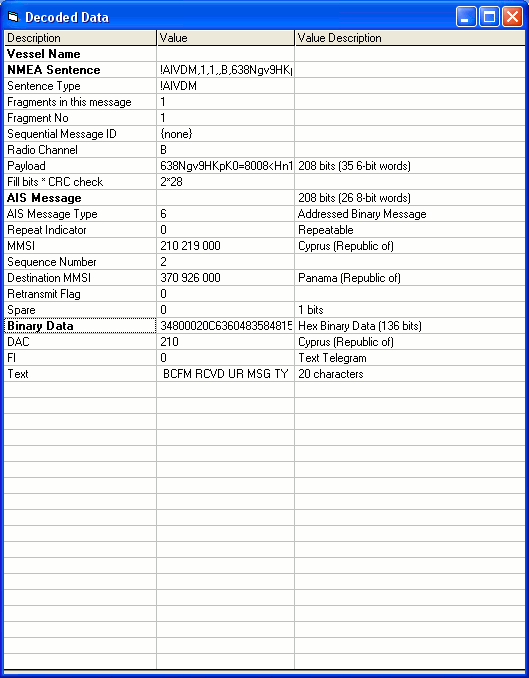 Decoded Data
Description Value Value Description
Vessel Name
NMEA Sentence !AIVDM,1,1,,B,638Ngv9HKp
Sentence Type !AIVDM
Fragments in this message 1
Fragment No 1
Sequential Message ID {none}
Radio Channel B
Payload 638Ngv9HKpK0=8008<Hn1 208 bits (35 6-bit words)
Fill bits * CRC check 2*28
AIS Message 208 bits (26 8-bit words)
AIS Message Type 6 Addressed Binary Message
Repeat Indicator 0 Repeatable
MMSI 210 219 000 Cyprus (Republic of)
Sequence Number 2
Destination MMSI 370 926 000 Panama (Republic of)
Retransmit Flag 0
Spare 0 1 bits
Binary Data 34800020C6360483584815 Hex Binary Data (136 bits)
DAC 210 Cyprus (Republic of)
FI 0 Text Telegram
Text BCFM RCVD UR MSG TY 20 characters